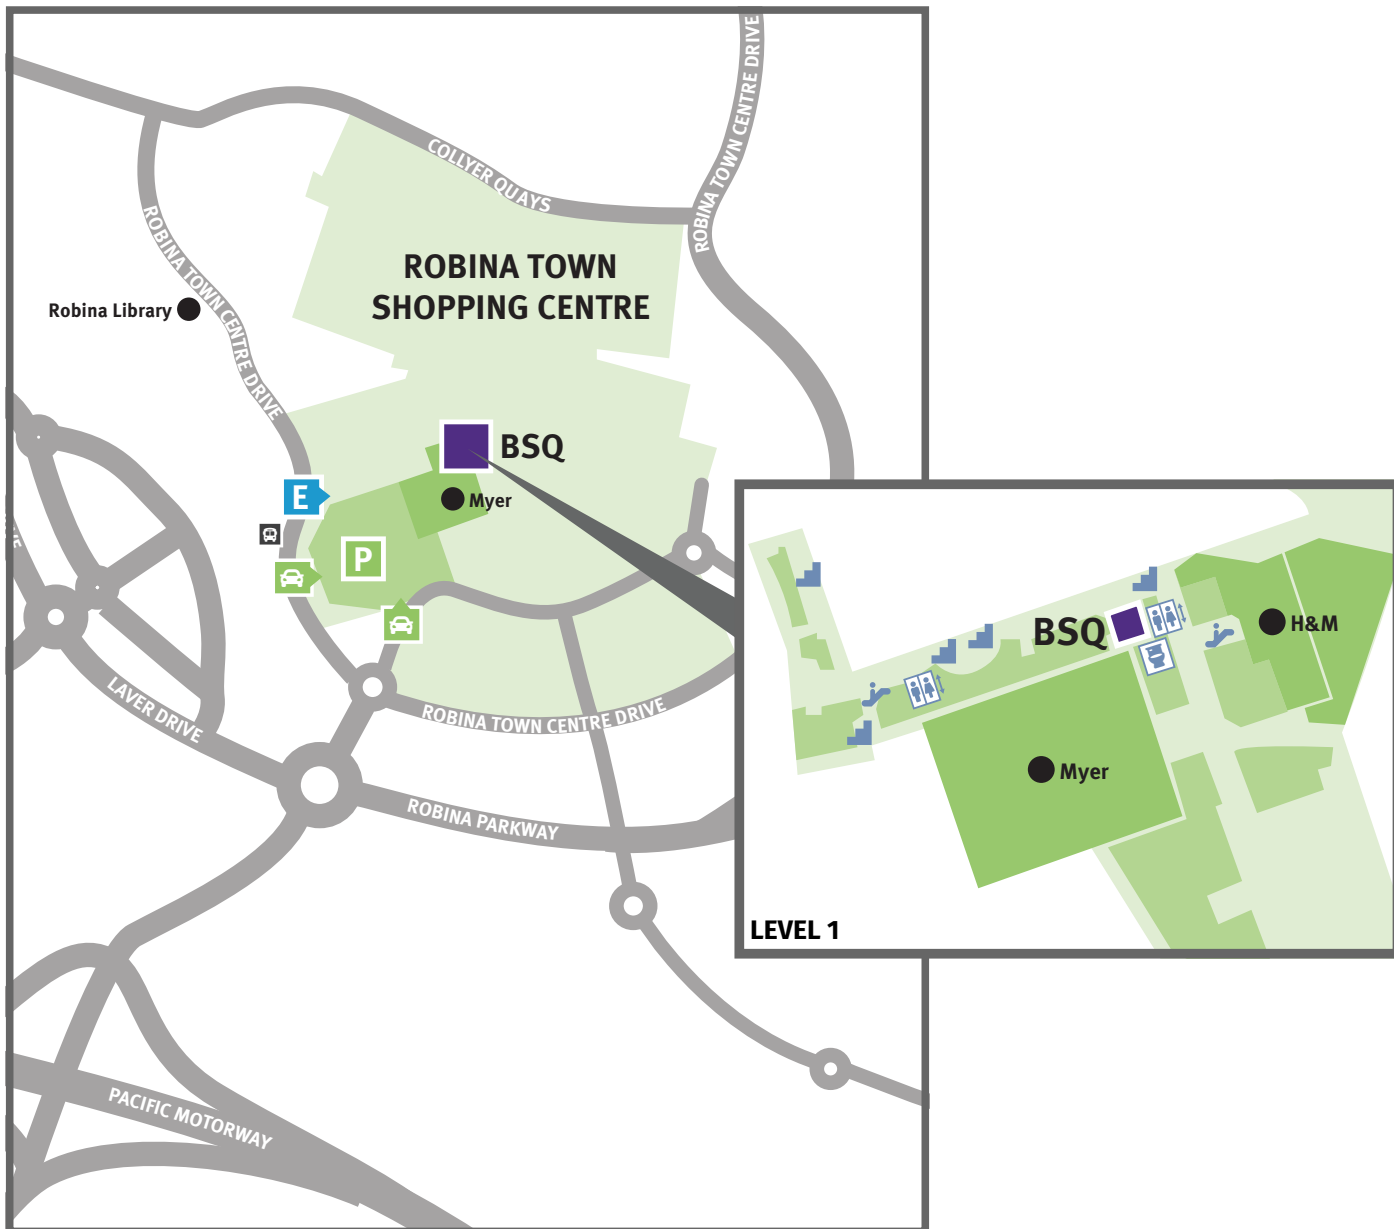 ROBINA TOWN CENTRE DRIVE
COLLYER QUAYS
ROBINA TOWN CENTRE DRIVE
ROBINA TOWN
SHOPPING CENTRE
Robina Library
BSQ
E
Myer
P
LAVER DRIVE
ROBINA TOWN CENTRE DRIVE
ROBINA PARKWAY
PACIFIC MOTORWAY
BSQ
H&M
Myer
LEVEL 1